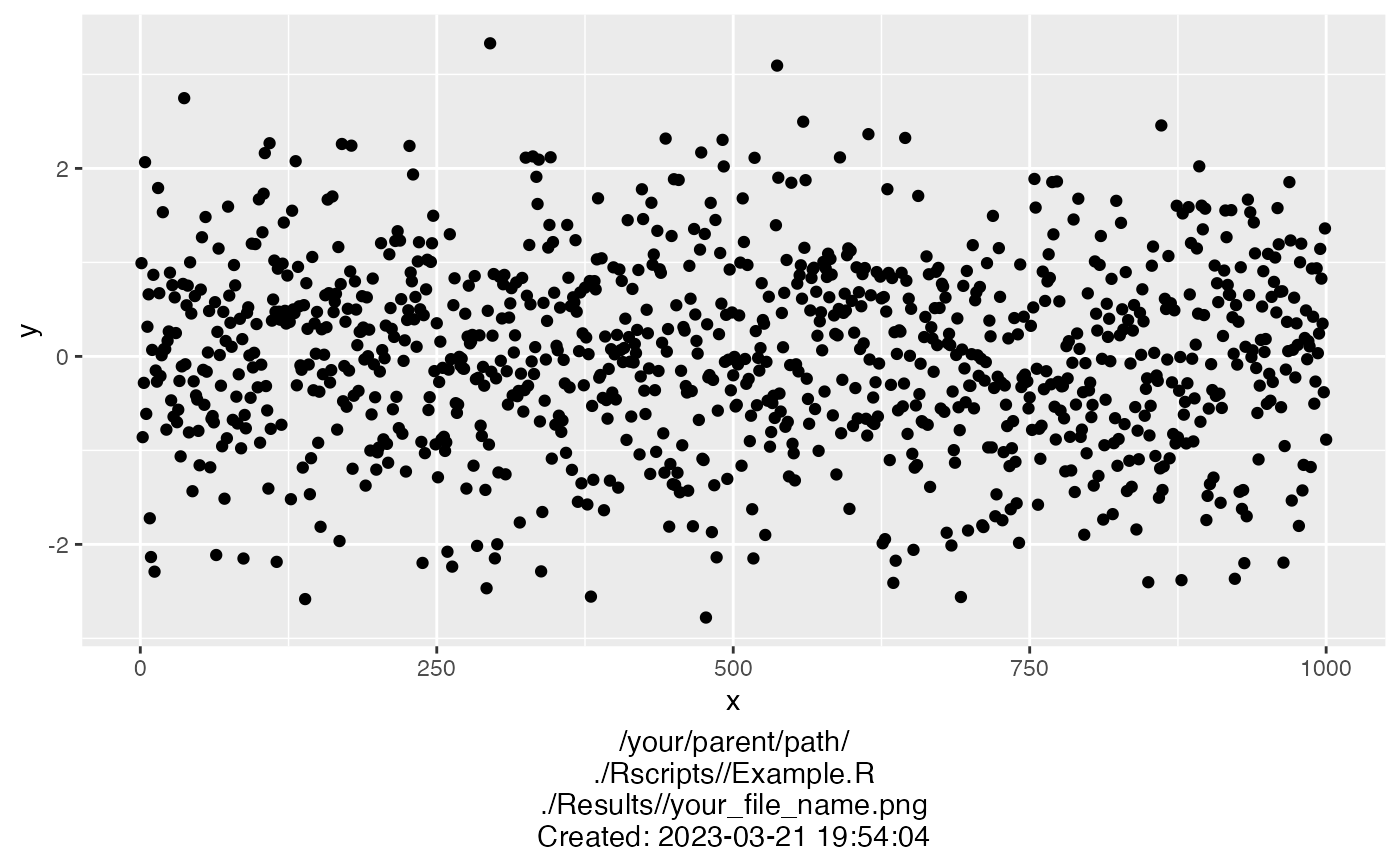 2
y
0
-2
0 250 500 750 1000
x
/your/parent/path/
./Rscripts//Example.R
./Results//your_file_name.png
Created: 2023-03-21 19:54:04